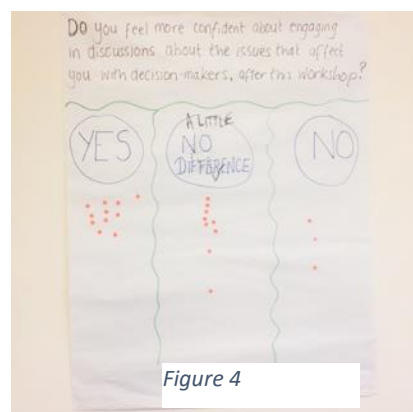 DO you feel more confident about engaging
in discussions about the issues that affect
you with decision-makers, after this workshop?
YES
A LITTLE
NO
DIFFERENCE
NO
Figure 4